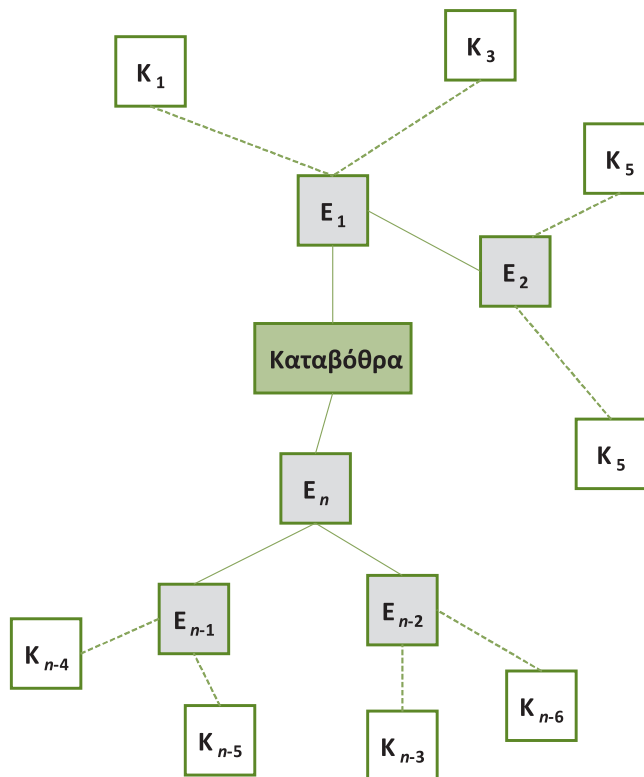 Κ 3
Κ 1
Κ 5
Ε 1
Ε 2
Καταβόθρα
Κ 5
Ε n
Ε n-1
Ε n-2
Κ n-4
Κ n-6
Κ n-5
Κ n-3